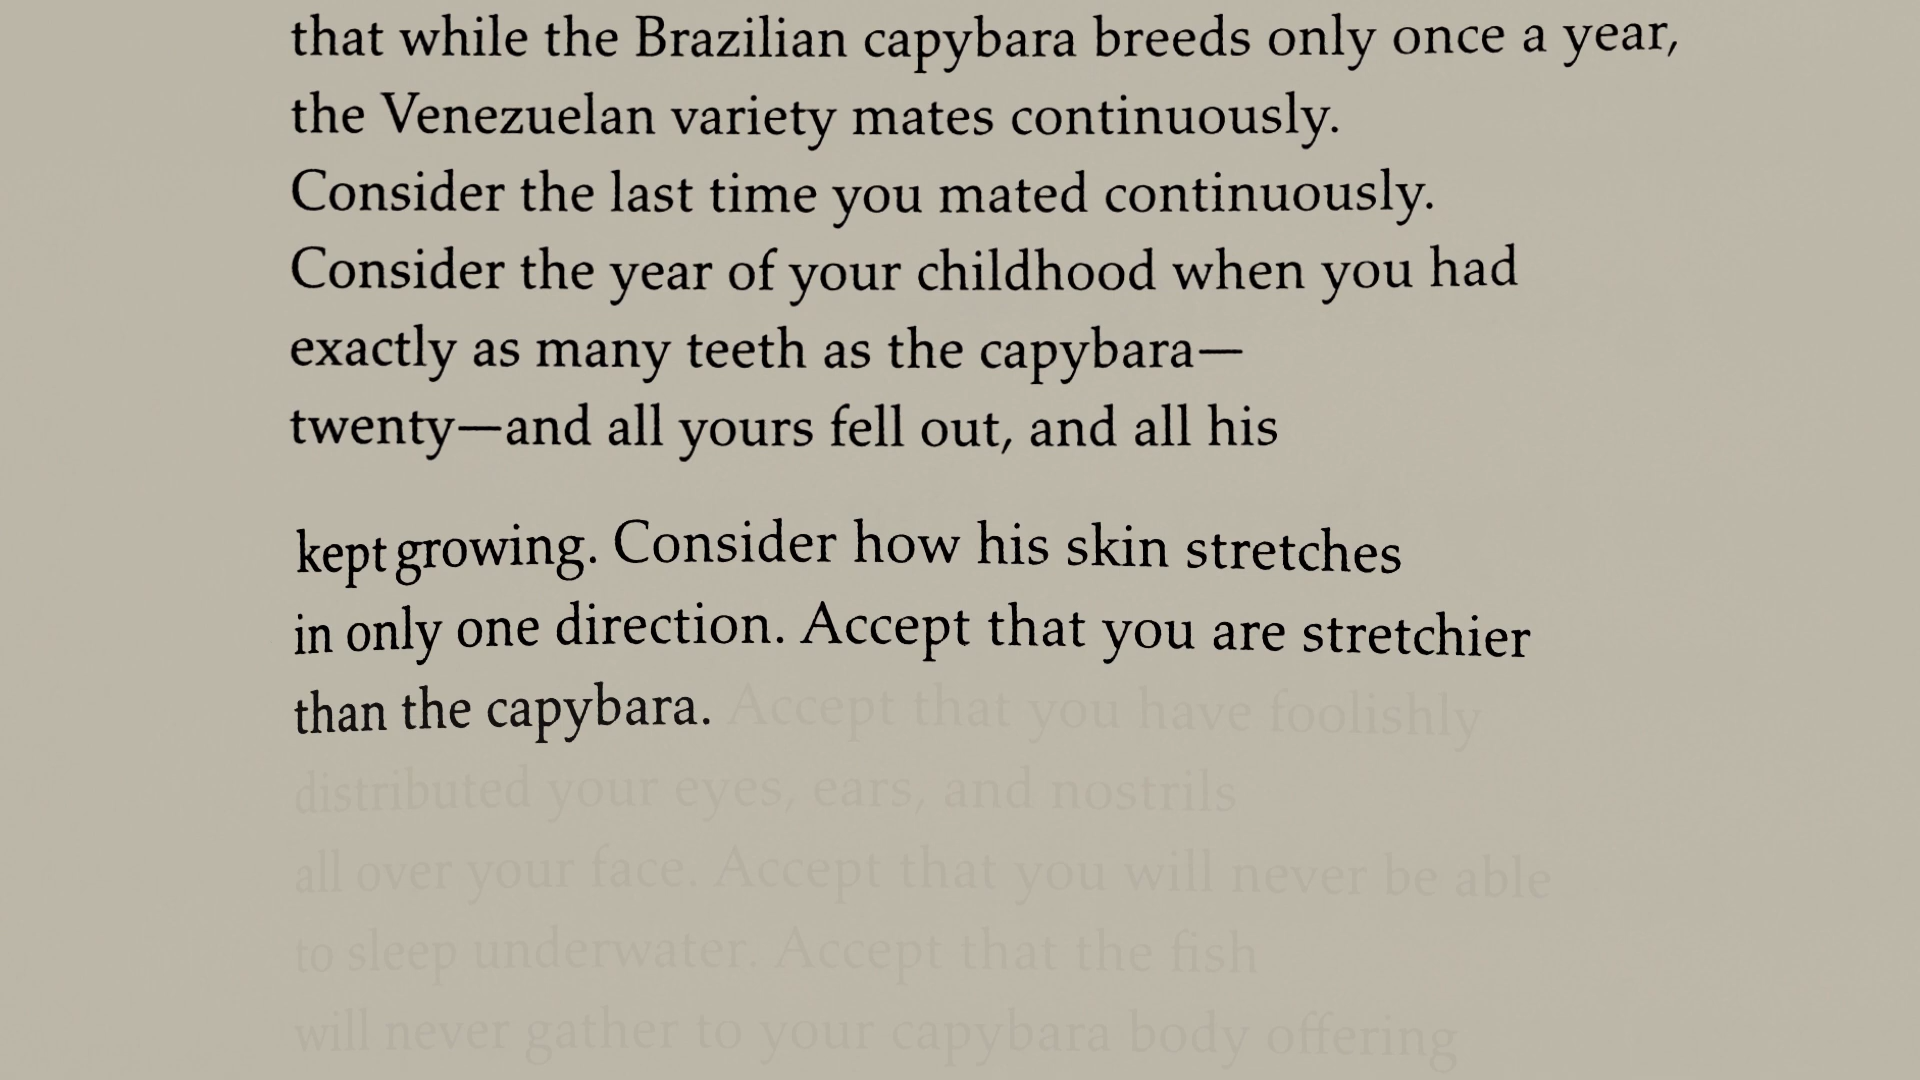 that while the Brazilian capybara breeds only once a year,
the Venezuelan variety mates continuously.
Consider the last time you mated continuously.
Consider the year of your childhood when you had
exactly as many teeth as the capybara—
twenty—and all yours fell out, and all his
kept growing. Consider how his skin stretches
in only one direction. Accept that you are stretchier
than the capybara. Accept that you have foolishly
distributed your eyes, ears, and nostrils
all over your face. Accept that you will never be able
to sleep underwater. Accept that the fish
will never gather to your capybara body offering